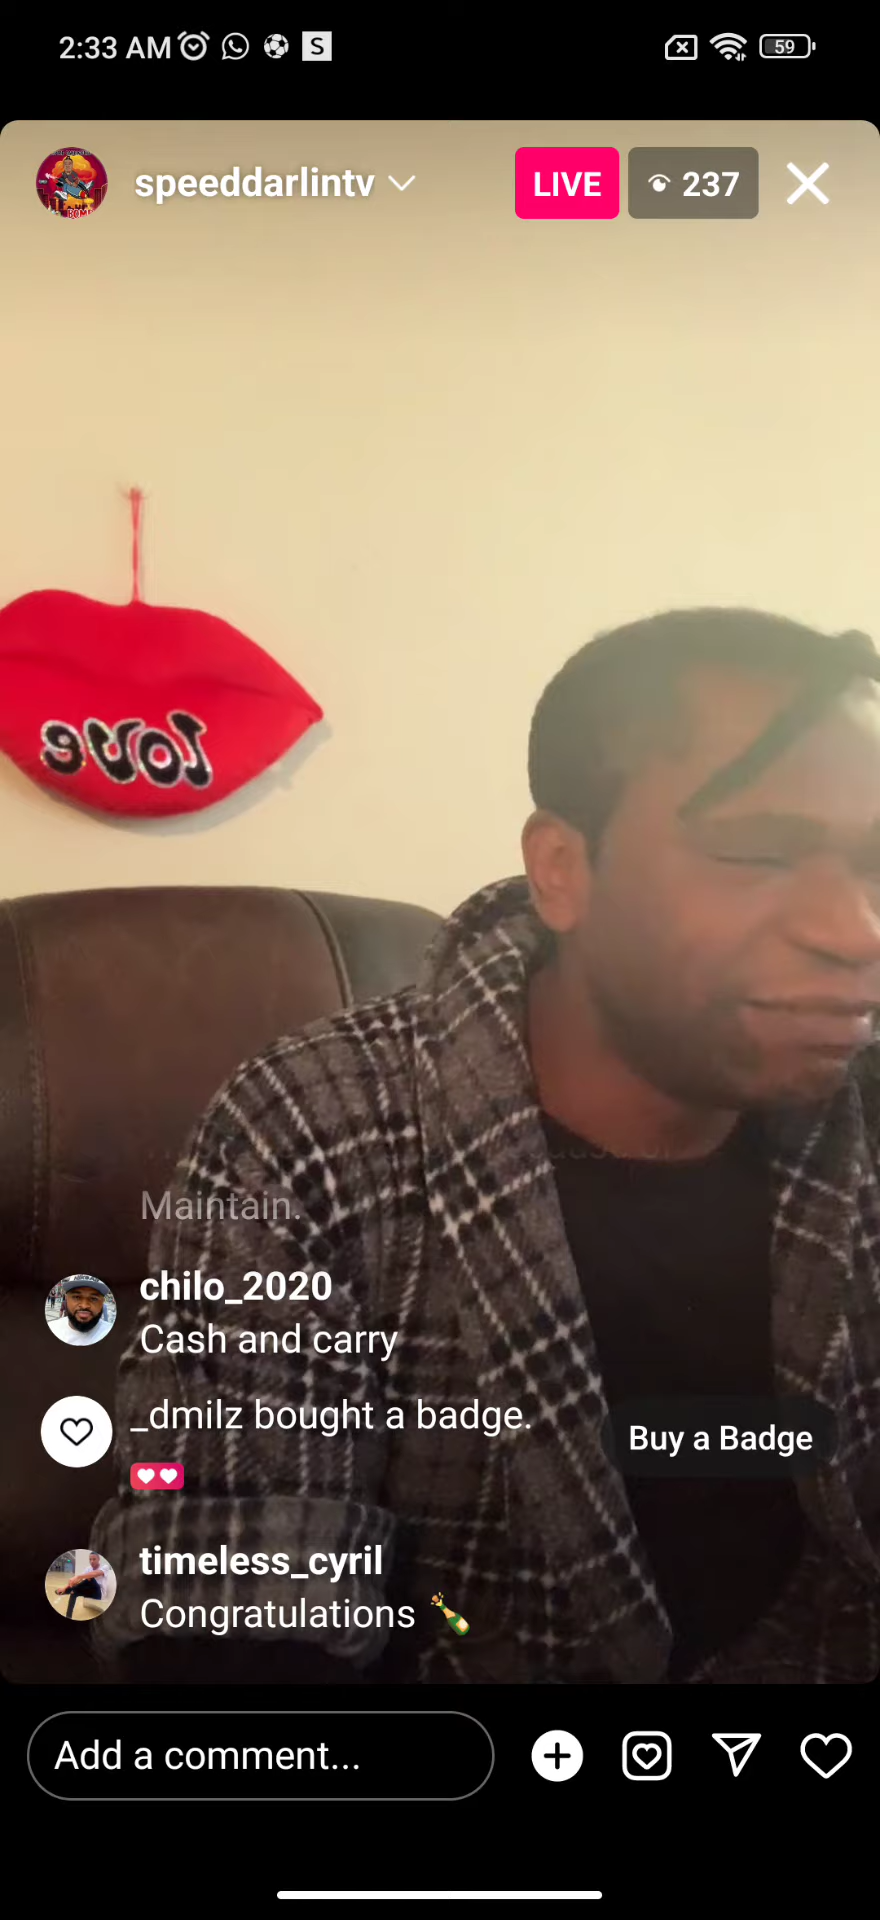 2:33 AM S 59
speeddarlintv LIVE 237
Love
Maintain.
chilo_2020
Cash and carry
_dmilz bought a badge.
Buy a Badge
timeless_cyril
Congratulations 🍾
Add a comment...